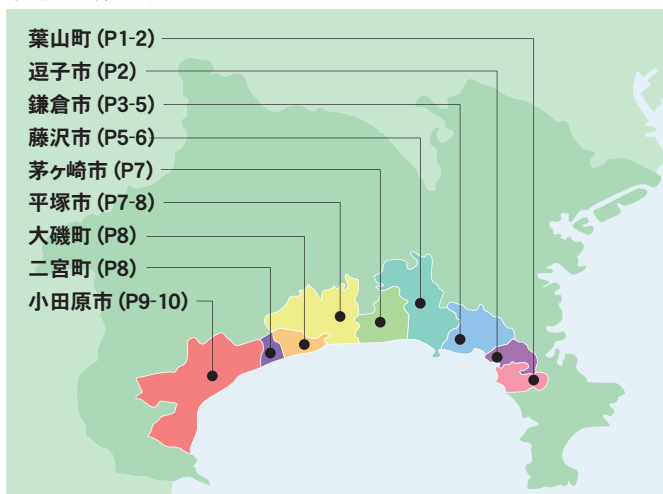 葉山町 (P1-2)
逗子市 (P2)
鎌倉市 (P3-5)
藤沢市 (P5-6)
茅ヶ崎市 (P7)
平塚市 (P7-8)
大磯町 (P8)
二宮町 (P8)
小田原市 (P9-10)